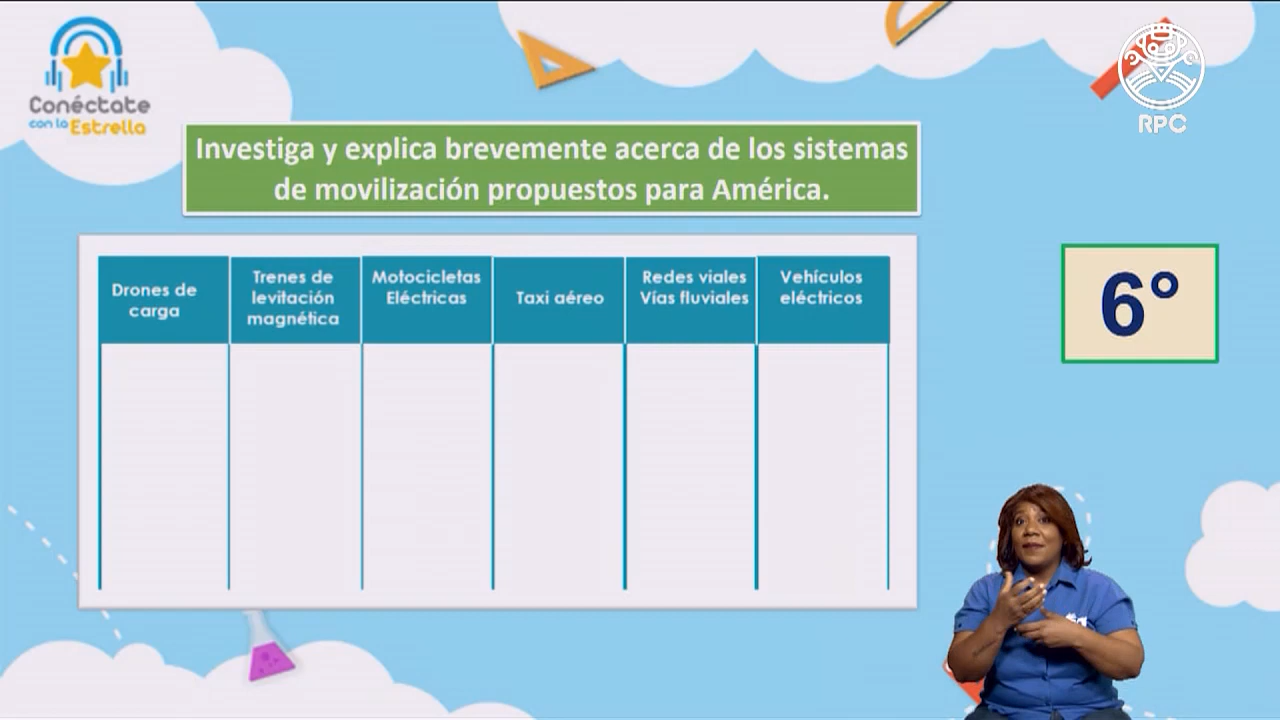 Conéctate
con la Estrella
RPC
Investiga y explica brevemente acerca de los sistemas
de movilización propuestos para América.
Drones de
carga
Trenes de
levitación
magnética
Motocicletas
Eléctricas
Taxi aéreo
Redes viales
Vías fluviales
Vehículos
eléctricos
6°